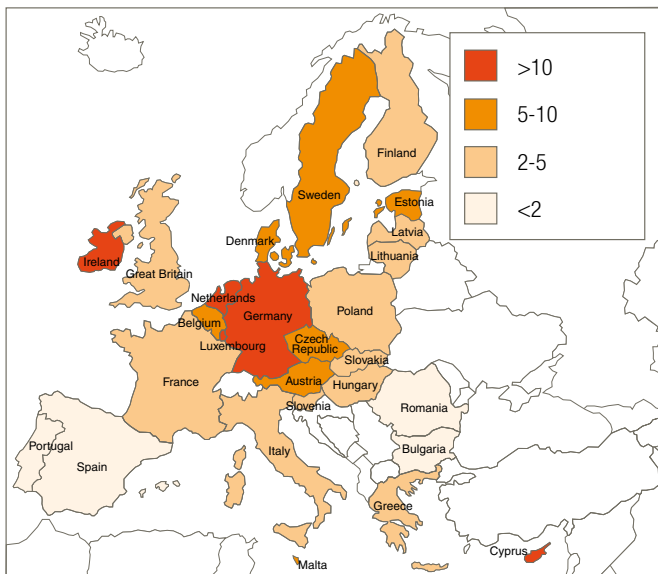 >10
5-10
2-5
<2
Finland
Sweden
Estonia
Latvia
Lithuania
Denmark
Ireland
Great Britain
Netherlands
Belgium
Germany
Poland
Luxembourg
Czech
Republic
Slovakia
France
Austria
Hungary
Slovenia
Romania
Portugal
Spain
Italy
Bulgaria
Greece
Cyprus
Malta